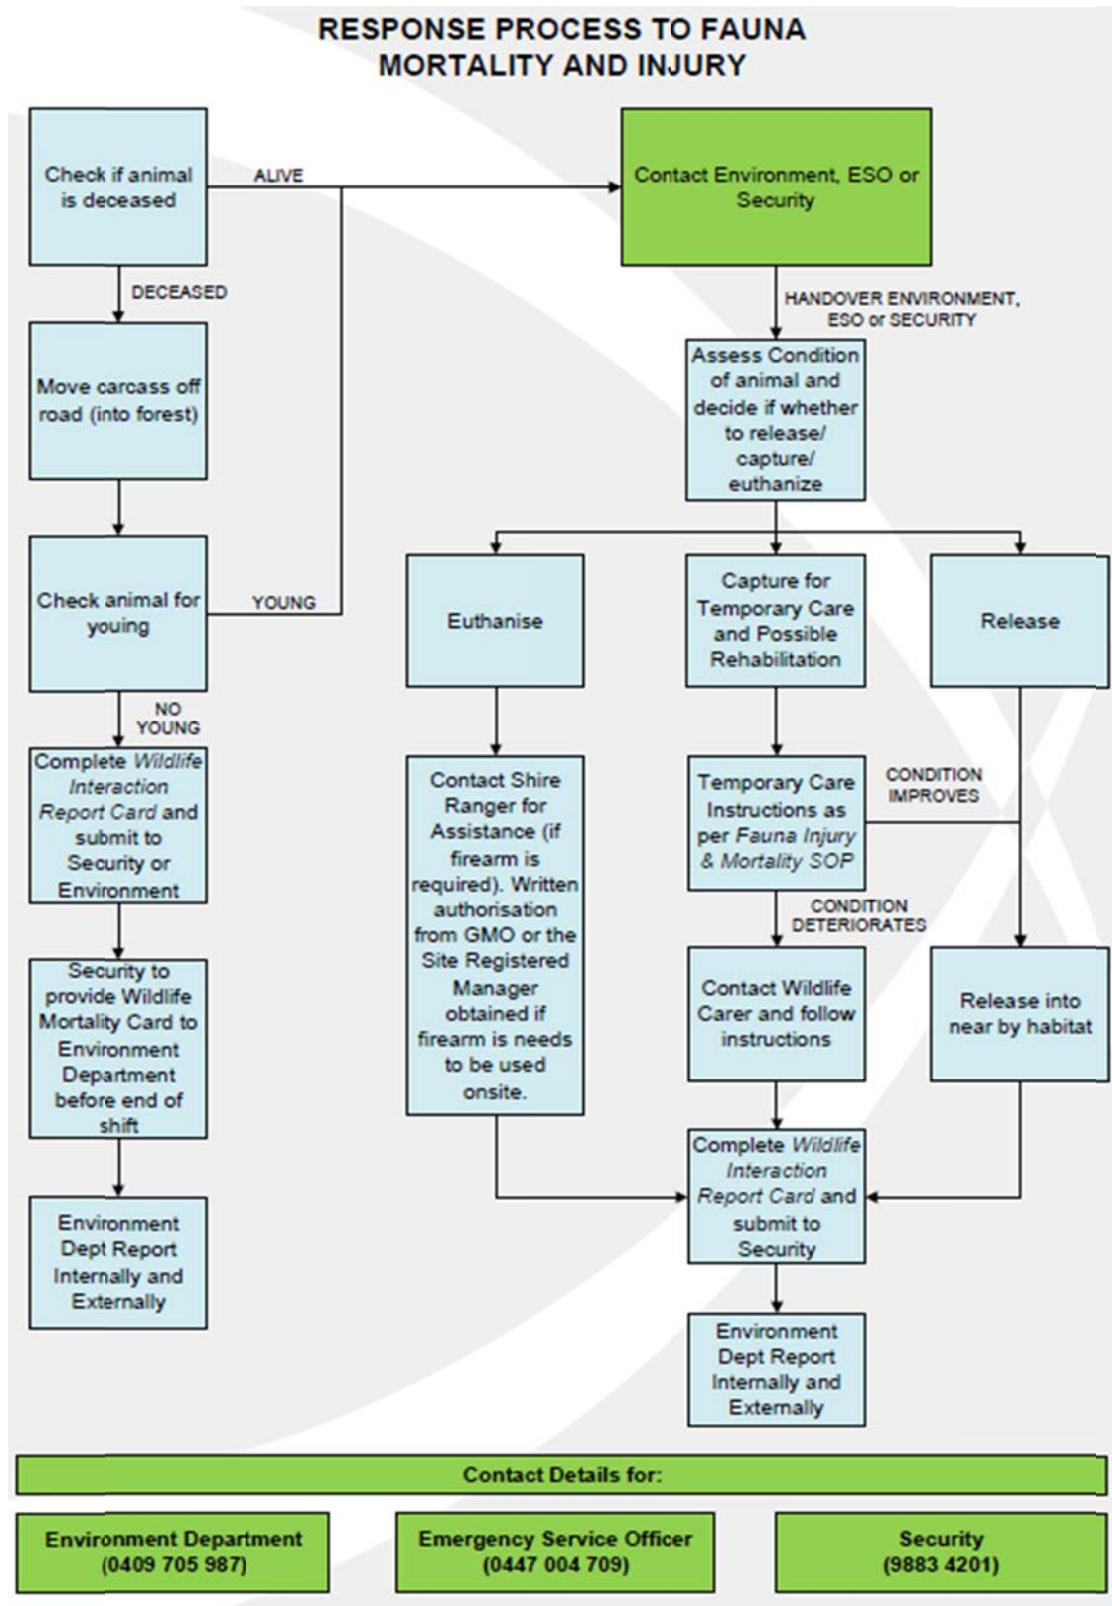 RESPONSE PROCESS TO FAUNA
MORTALITY AND INJURY
Check if animal
is deceased
ALIVE
Contact Environment, ESO or
Security
DECEASED
HANDOVER ENVIRONMENT,
ESO or SECURITY
Move carcass off
road (into forest)
Assess Condition
of animal and
decide if whether
to release/
capture/
euthanize
Check animal for
youing
YOUNG
Euthanise
Capture for
Temporary Care
and Possible
Rehabilitation
Release
NO
YOUNG
Complete Wildlife
Interaction
Report Card and
submit to
Security or
Environment
Contact Shire
Ranger for
Assistance (if
firearm is
required). Written
authorisation
from GMO or the
Site Registered
Manager
obtained if
firearm is needs
to be used
onsite.
Temporary Care
Instructions as
per Fauna Injury
& Mortality SOP
CONDITION
IMPROVES
CONDITION
DETERIORATES
Security to
provide Wildlife
Mortality Card to
Environment
Department
before end of
shift
Contact Wildlife
Carer and follow
instructions
Release into
near by habitat
Complete Wildlife
Interaction
Report Card and
submit to
Security
Environment
Dept Report
Internally and
Externally
Environment
Dept Report
Internally and
Externally
Contact Details for:
Environment Department
(0409 705 987)
Emergency Service Officer
(0447 004 709)
Security
(9883 4201)